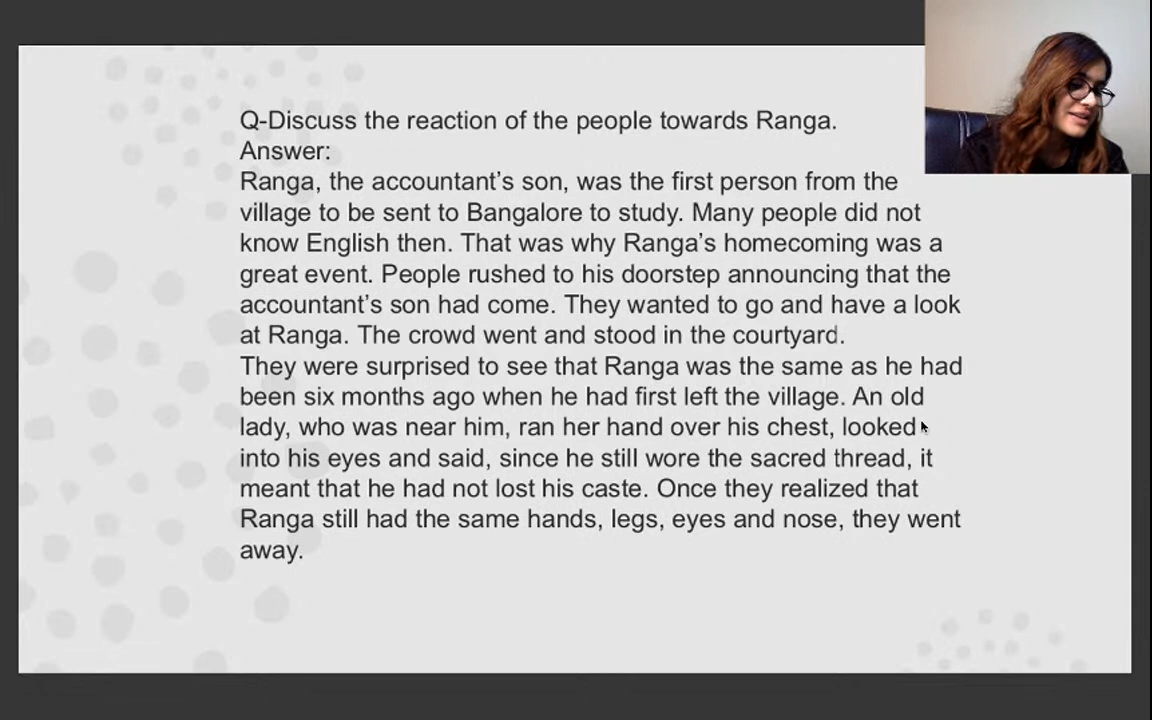 Q-Discuss the reaction of the people towards Ranga.
Answer:
Ranga, the accountant’s son, was the first person from the
village to be sent to Bangalore to study. Many people did not
know English then. That was why Ranga’s homecoming was a
great event. People rushed to his doorstep announcing that the
accountant’s son had come. They wanted to go and have a look
at Ranga. The crowd went and stood in the courtyard.
They were surprised to see that Ranga was the same as he had
been six months ago when he had first left the village. An old
lady, who was near him, ran her hand over his chest, looked
into his eyes and said, since he still wore the sacred thread, it
meant that he had not lost his caste. Once they realized that
Ranga still had the same hands, legs, eyes and nose, they went
away.